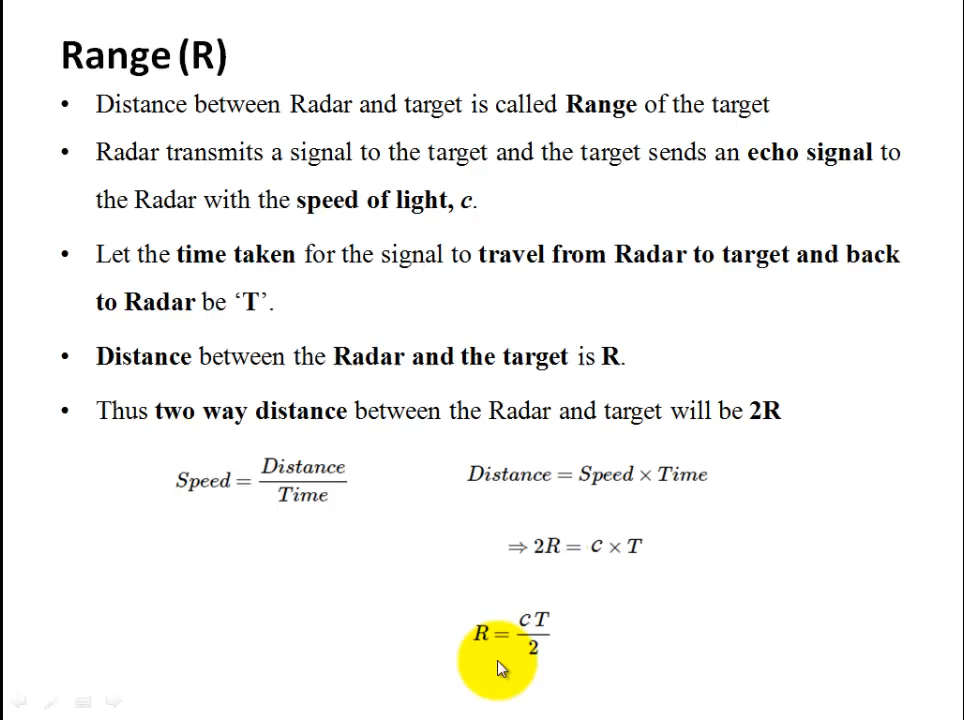 Range (R)
• Distance between Radar and target is called Range of the target
• Radar transmits a signal to the target and the target sends an echo signal to
the Radar with the speed of light, c.
• Let the time taken for the signal to travel from Radar to target and back
to Radar be ‘T’.
• Distance between the Radar and the target is R.
• Thus two way distance between the Radar and target will be 2R
Speed = Distance / Time
Distance = Speed × Time
⇒ 2R = c × T
R = cT / 2